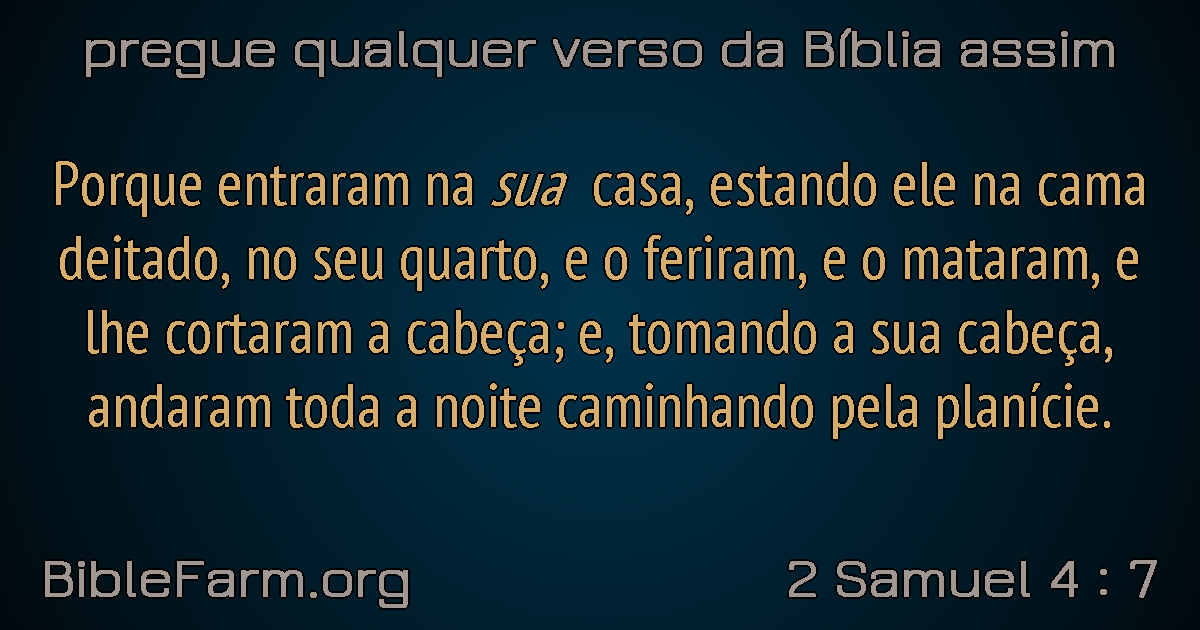 pregue qualquer verso da Bíblia assim
Porque entraram na sua casa, estando ele na cama
deitado, no seu quarto, e o feriram, e o mataram, e
lhe cortaram a cabeça; e, tomando a sua cabeça,
andaram toda a noite caminhando pela planície.
BibleFarm.org
2 Samuel 4 : 7